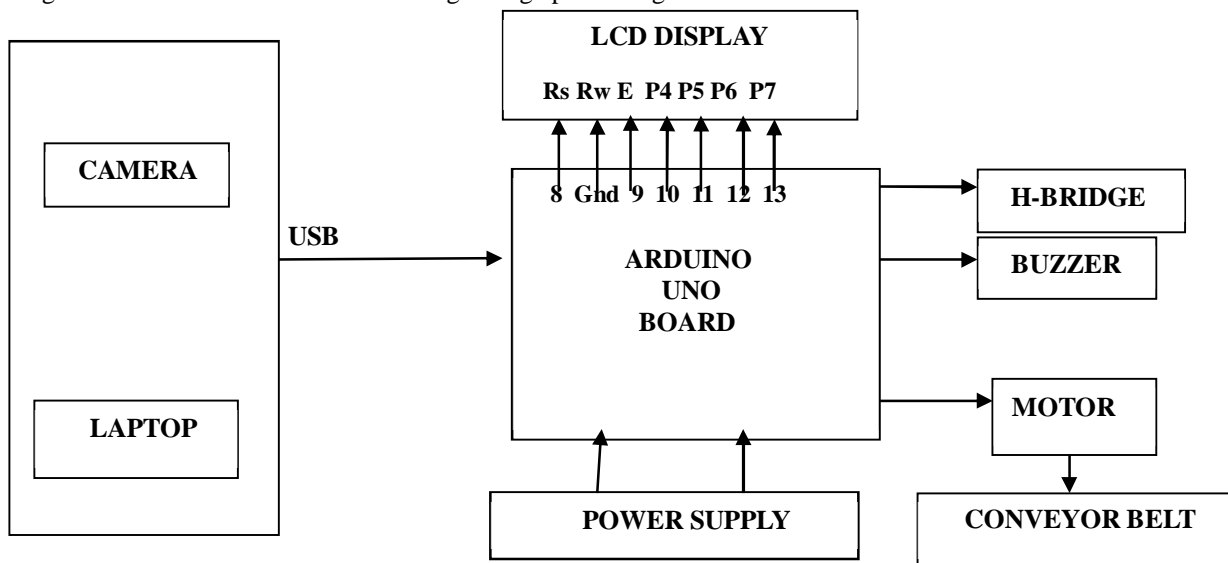 LCD DISPLAY
Rs Rw E P4 P5 P6 P7
CAMERA
8 Gnd 9 10 11 12 13
H-BRIDGE
USB
ARDUINO
UNO
BOARD
BUZZER
MOTOR
LAPTOP
POWER SUPPLY
CONVEYOR BELT